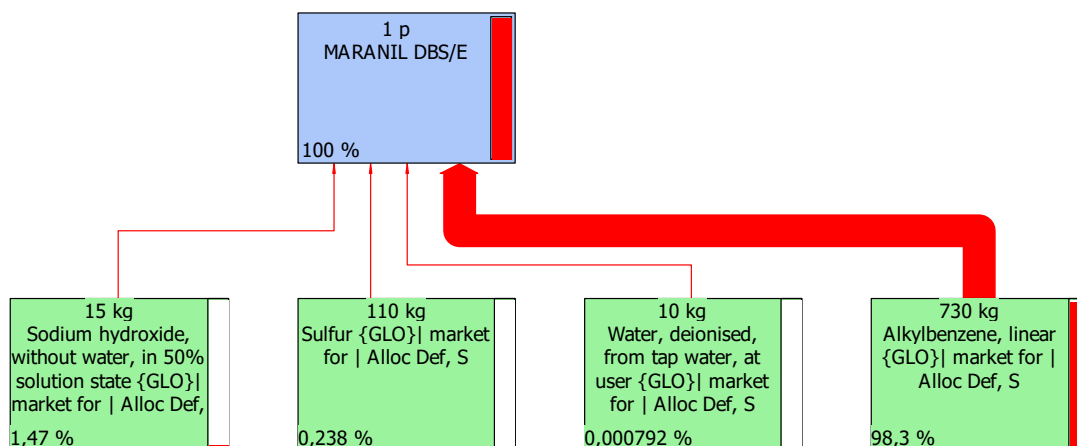 1 p
MARANIL DBS/E
100 %
15 kg
Sodium hydroxide,
without water, in 50%
solution state {GLO}|
market for | Alloc Def,
1,47 %
110 kg
Sulfur {GLO}| market
for | Alloc Def, S
0,238 %
10 kg
Water, deionised,
from tap water, at
user {GLO}| market
for | Alloc Def, S
0,000792 %
730 kg
Alkylbenzene, linear
{GLO}| market for |
Alloc Def, S
98,3 %